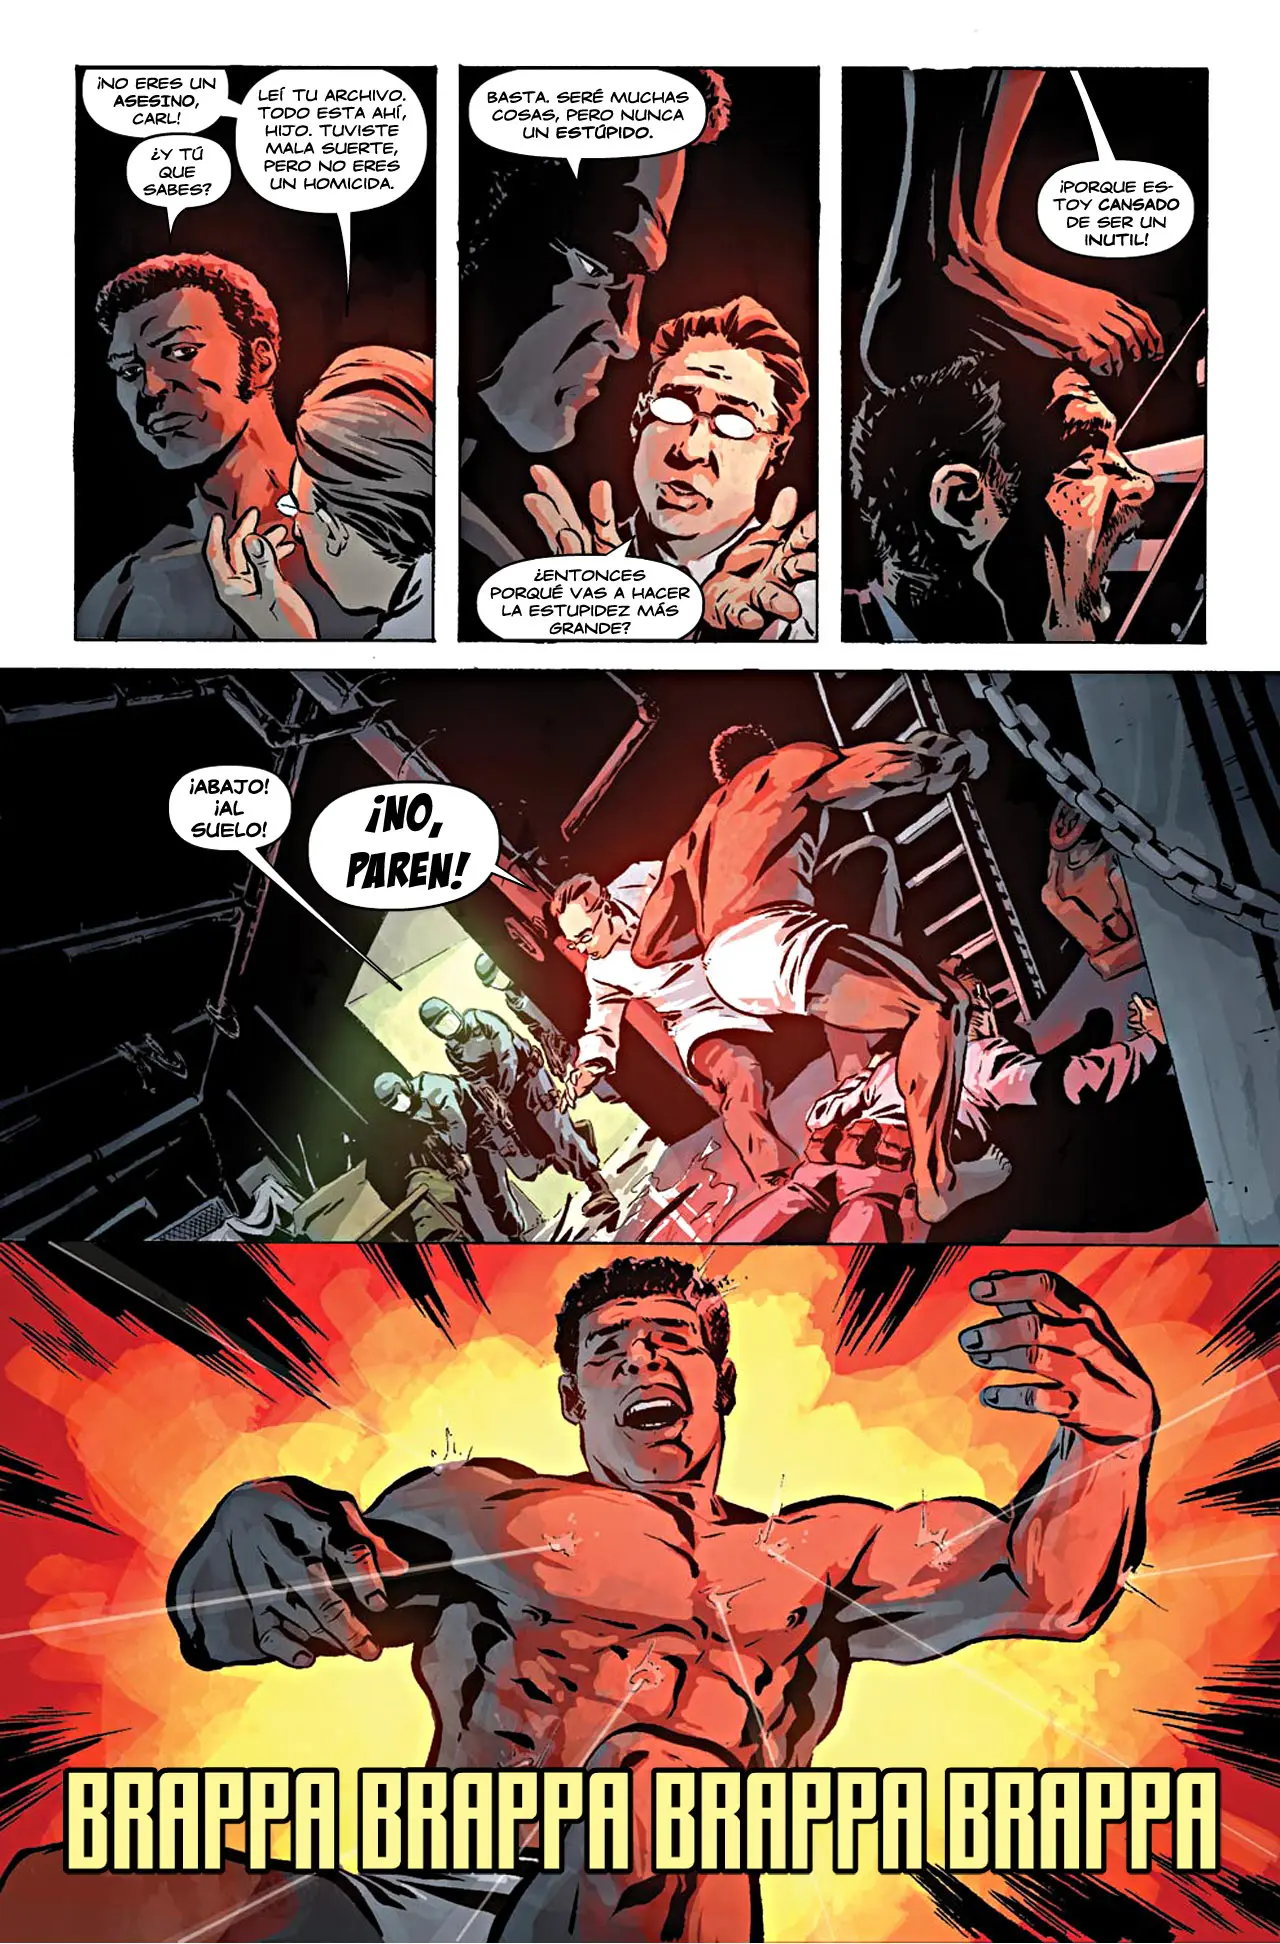 ¡NO ERES UN
ASESINO,
CARL!
¿Y TÚ
QUE
SABES?
LEÍ TU ARCHIVO.
TODO ESTA AHÍ,
HIJO. TUVISTE
MALA SUERTE,
PERO NO ERES
UN HOMICIDA.
BASTA. SERÉ MUCHAS
COSAS, PERO NUNCA
UN ESTÚPIDO.
¿ENTONCES
PORQUÉ VAS A HACER
LA ESTUPIDEZ MÁS
GRANDE?
¡PORQUE ES-
TOY CANSADO
DE SER UN
INUTIL!
¡ABAJO!
¡AL
SUELO!
¡NO,
PAREN!
BRAPPA BRAPPA BRAPPA BRAPPA